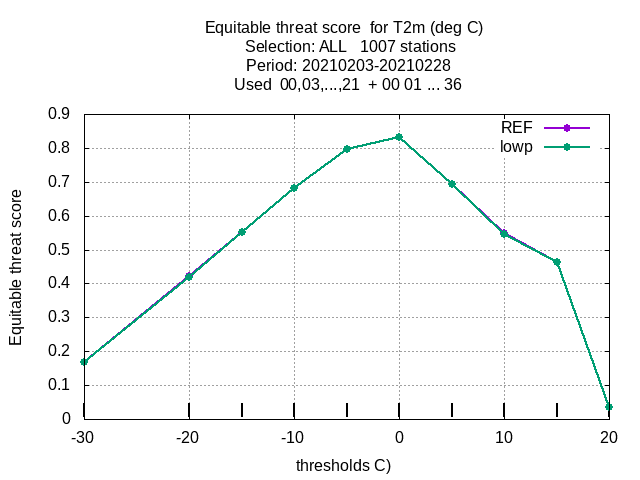 Equitable threat score  for T2m (deg C)
Selection: ALL   1007 stations
Period: 20210203-20210228
Used  00,03,...,21  + 00 01 ... 36
REF
lowp
Equitable threat score
0.9
0.8
0.7
0.6
0.5
0.4
0.3
0.2
0.1
0
-30 -20 -10 0 10 20
thresholds C)